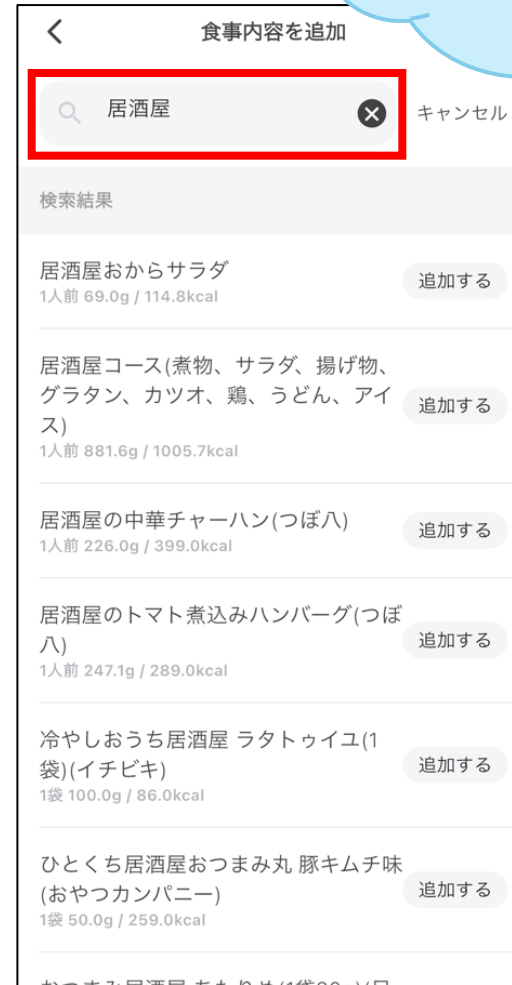 食事内容を追加
居酒屋
キャンセル
検索結果
居酒屋おからサラダ
1人前 69.0g / 114.8kcal
追加する
居酒屋コース(煮物、サラダ、揚げ物、
グラタン、カツオ、鶏、うどん、アイ
ス)
1人前 881.6g / 1005.7kcal
追加する
居酒屋の中華チャーハン(つぼ八)
1人前 226.0g / 399.0kcal
追加する
居酒屋のトマト煮込みハンバーグ(つぼ
八)
1人前 247.1g / 289.0kcal
追加する
冷やしおうち居酒屋 ラタトゥイユ(1
袋)(イチビキ)
1袋 100.0g / 86.0kcal
追加する
ひとくち居酒屋おつまみ丸 豚キムチ味
(おやつカンパニー)
1袋 50.0g / 259.0kcal
追加する